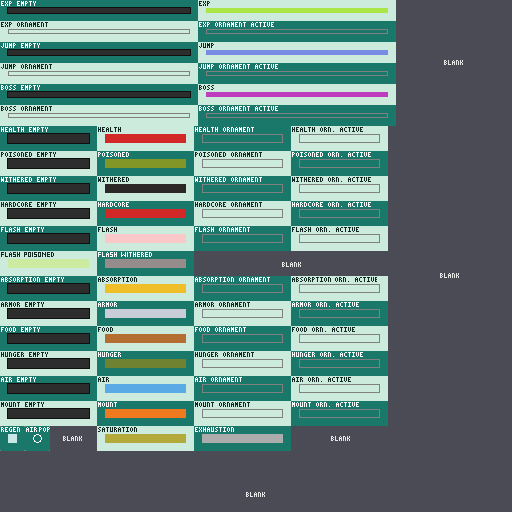 EXP EMPTY EXP
EXP ORNAMENT EXP ORNAMENT ACTIVE
JUMP EMPTY JUMP
BLANK
JUMP ORNAMENT JUMP ORNAMENT ACTIVE
BOSS EMPTY BOSS
BOSS ORNAMENT BOSS ORNAMENT ACTIVE
HEALTH EMPTY HEALTH HEALTH ORNAMENT HEALTH ORN. ACTIVE
POISONED EMPTY POISONED POISONED ORNAMENT POISONED ORN. ACTIVE
WITHERED EMPTY WITHERED WITHERED ORNAMENT WITHERED ORN. ACTIVE
HARDCORE EMPTY HARDCORE HARDCORE ORNAMENT HARDCORE ORN. ACTIVE
FLASH EMPTY FLASH FLASH ORNAMENT FLASH ORN. ACTIVE
FLASH POISONED FLASH WITHERED
BLANK
BLANK
ABSORPTION EMPTY ABSORPTION ABSORPTION ORNAMENT ABSORPTION ORN. ACTIVE
ARMOR EMPTY ARMOR ARMOR ORNAMENT ARMOR ORN. ACTIVE
FOOD EMPTY FOOD FOOD ORNAMENT FOOD ORN. ACTIVE
HUNGER EMPTY HUNGER HUNGER ORNAMENT HUNGER ORN. ACTIVE
AIR EMPTY AIR AIR ORNAMENT AIR ORN. ACTIVE
MOUNT EMPTY MOUNT MOUNT ORNAMENT MOUNT ORN. ACTIVE
REGEN AIRPOP SATURATION EXHAUSTION
BLANK BLANK
BLANK